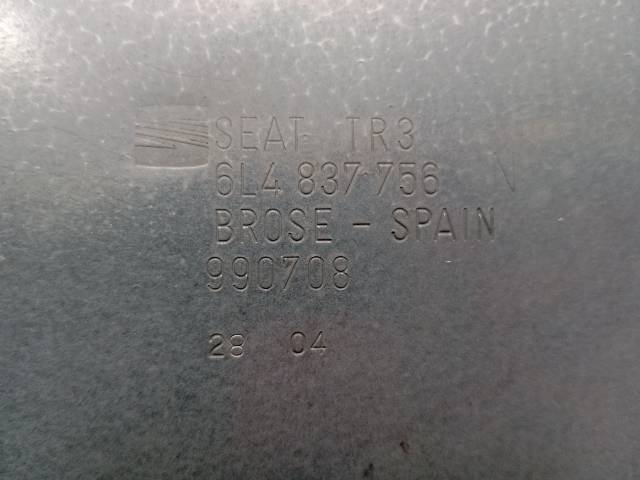 SEAT TR3
6L4 837 756
BROSE - SPAIN
990708
28 04